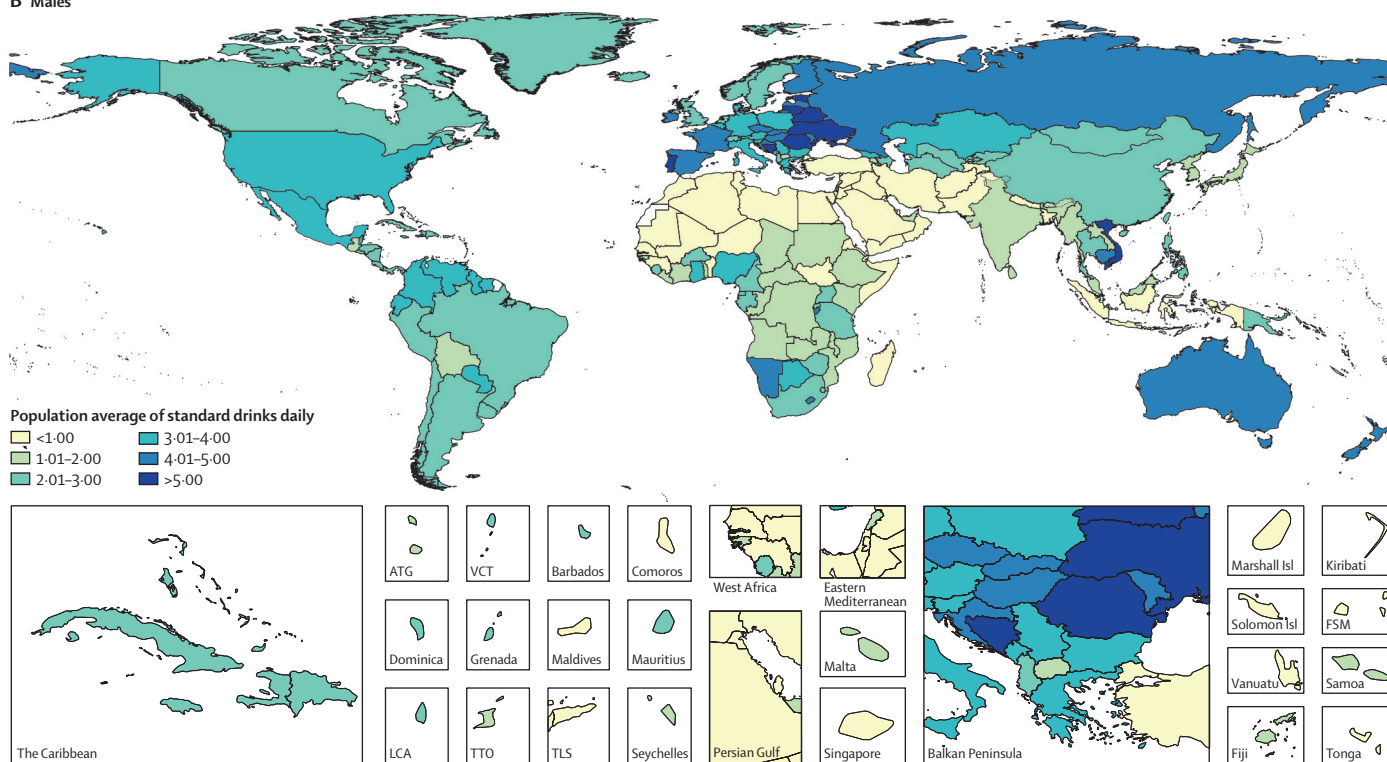 B Males
Population average of standard drinks daily
<1·00
1·01–2·00
2·01–3·00
3·01–4·00
4·01–5·00
>5·00
The Caribbean
ATG
VCT
Barbados
Comoros
Dominica
Grenada
Maldives
Mauritius
LCA
TTO
TLS
Seychelles
West Africa
Eastern
Mediterranean
Persian Gulf
Malta
Singapore
Balkan Peninsula
Marshall Isl
Kiribati
Solomon Isl
FSM
Vanuatu
Samoa
Fiji
Tonga